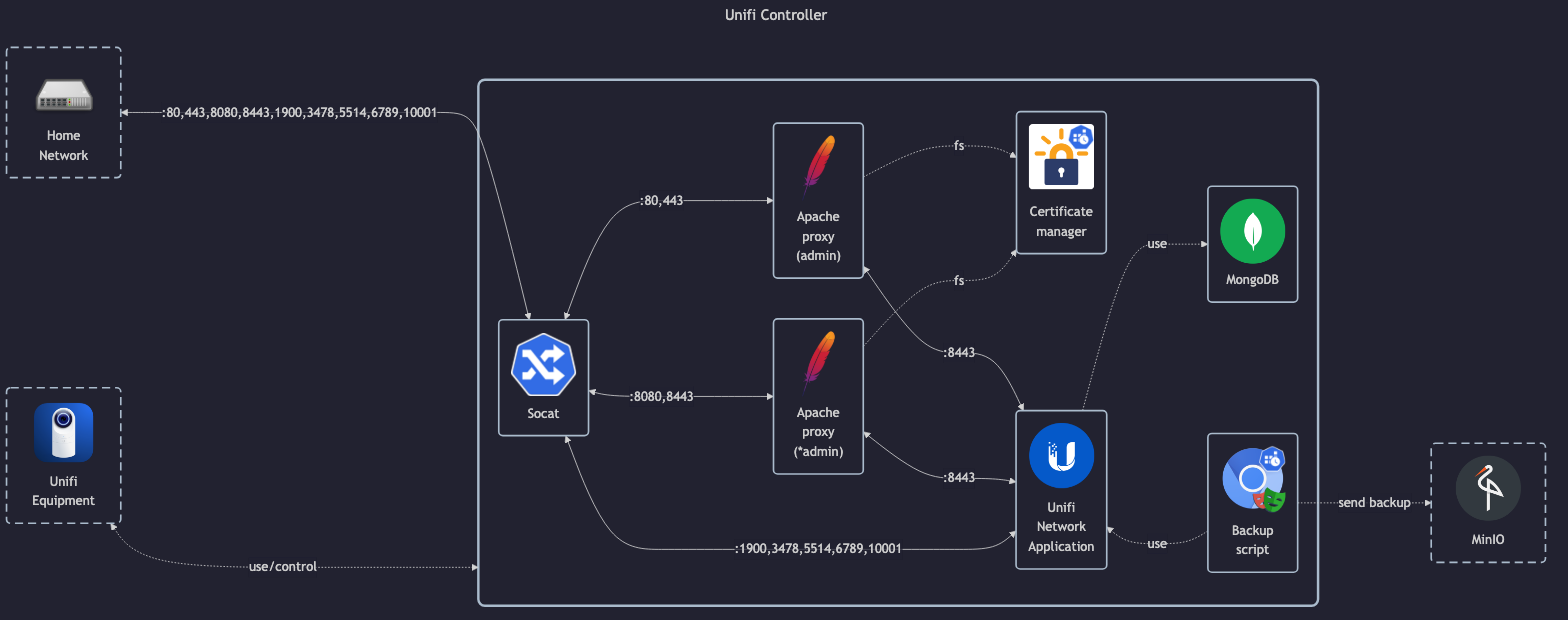 Unifi Controller
Home
Network
:80,443,8080,8443,1900,3478,5514,6789,10001
Unifi
Equipment
use/control
Socat
:80,443
:8080,8443
:1900,3478,5514,6789,10001
Apache
proxy
(admin)
Apache
proxy
(*admin)
fs
fs
:8443
:8443
Certificate
manager
Unifi
Network
Application
use
use
MongoDB
Backup
script
send backup
MinIO